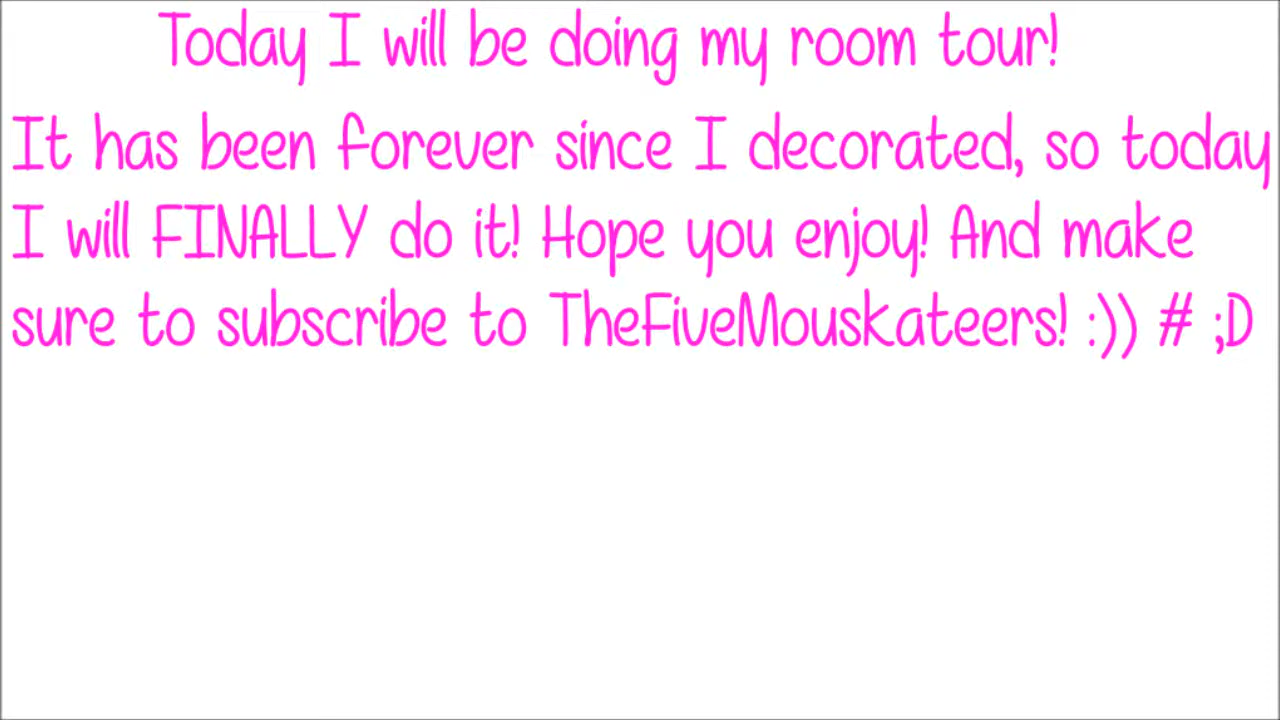 Today I will be doing my room tour!
It has been forever since I decorated, so today
I will FINALLY do it! Hope you enjoy! And make
sure to subscribe to TheFiveMouskateers! :)) # ;D